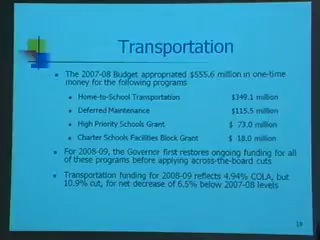 Transportation
The 2007-08 Budget appropriated $555.6 million in one-time
money for the following programs
Home-to-School Transportation $349.1 million
Deferred Maintenance $115.5 million
High Priority Schools Grant $ 73.0 million
Charter Schools Facilities Block Grant $ 18.0 million
For 2008-09, the Governor first restores ongoing funding for all
of these programs before applying across-the-board cuts
Transportation funding for 2008-09 reflects 4.94% COLA, but
10.9% cut, for net decrease of 6.5% below 2007-08 levels